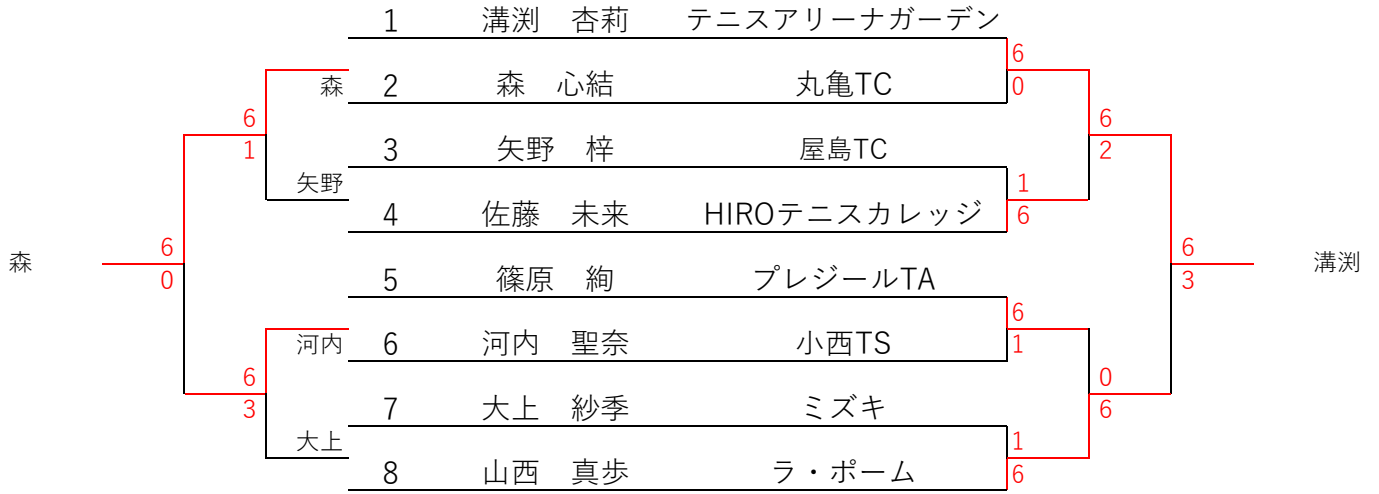 1 溝渕 杏莉 テニスアリーナガーデン
6
森 2 森 心結 丸亀TC 0
6 6
1 3 矢野 梓 屋島TC 2
矢野 1
4 佐藤 未来 HIROテニスカレッジ 6
6 6
森 溝渕
0 5 篠原 絢 プレジールTA 3
6
河内 6 河内 聖奈 小西TS 1
6 0
3 7 大上 紗季 ミズキ 6
大上 1
8 山西 真歩 ラ・ポーム 6